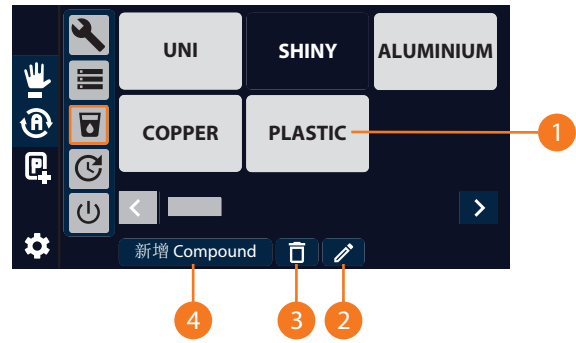 UNI SHINY ALUMINIUM
COPPER PLASTIC
1
新增 Compound
4 3 2